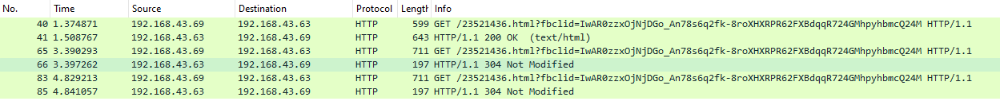 No. Time Source Destination Protocol Length Info
40 1.374871 192.168.43.69 192.168.43.63 HTTP 599 GET /23521436.html?fbclid=IwAR0zzxOjNjDGo_An78s6q2fk-8roXHXRPR62FXBdqqR724GMhpyhbmcQ24M HTTP/1.1
41 1.508767 192.168.43.63 192.168.43.69 HTTP 643 HTTP/1.1 200 OK (text/html)
65 3.390293 192.168.43.69 192.168.43.63 HTTP 711 GET /23521436.html?fbclid=IwAR0zzxOjNjDGo_An78s6q2fk-8roXHXRPR62FXBdqqR724GMhpyhbmcQ24M HTTP/1.1
66 3.397262 192.168.43.63 192.168.43.69 HTTP 197 HTTP/1.1 304 Not Modified
83 4.829213 192.168.43.69 192.168.43.63 HTTP 711 GET /23521436.html?fbclid=IwAR0zzxOjNjDGo_An78s6q2fk-8roXHXRPR62FXBdqqR724GMhpyhbmcQ24M HTTP/1.1
85 4.841057 192.168.43.63 192.168.43.69 HTTP 197 HTTP/1.1 304 Not Modified